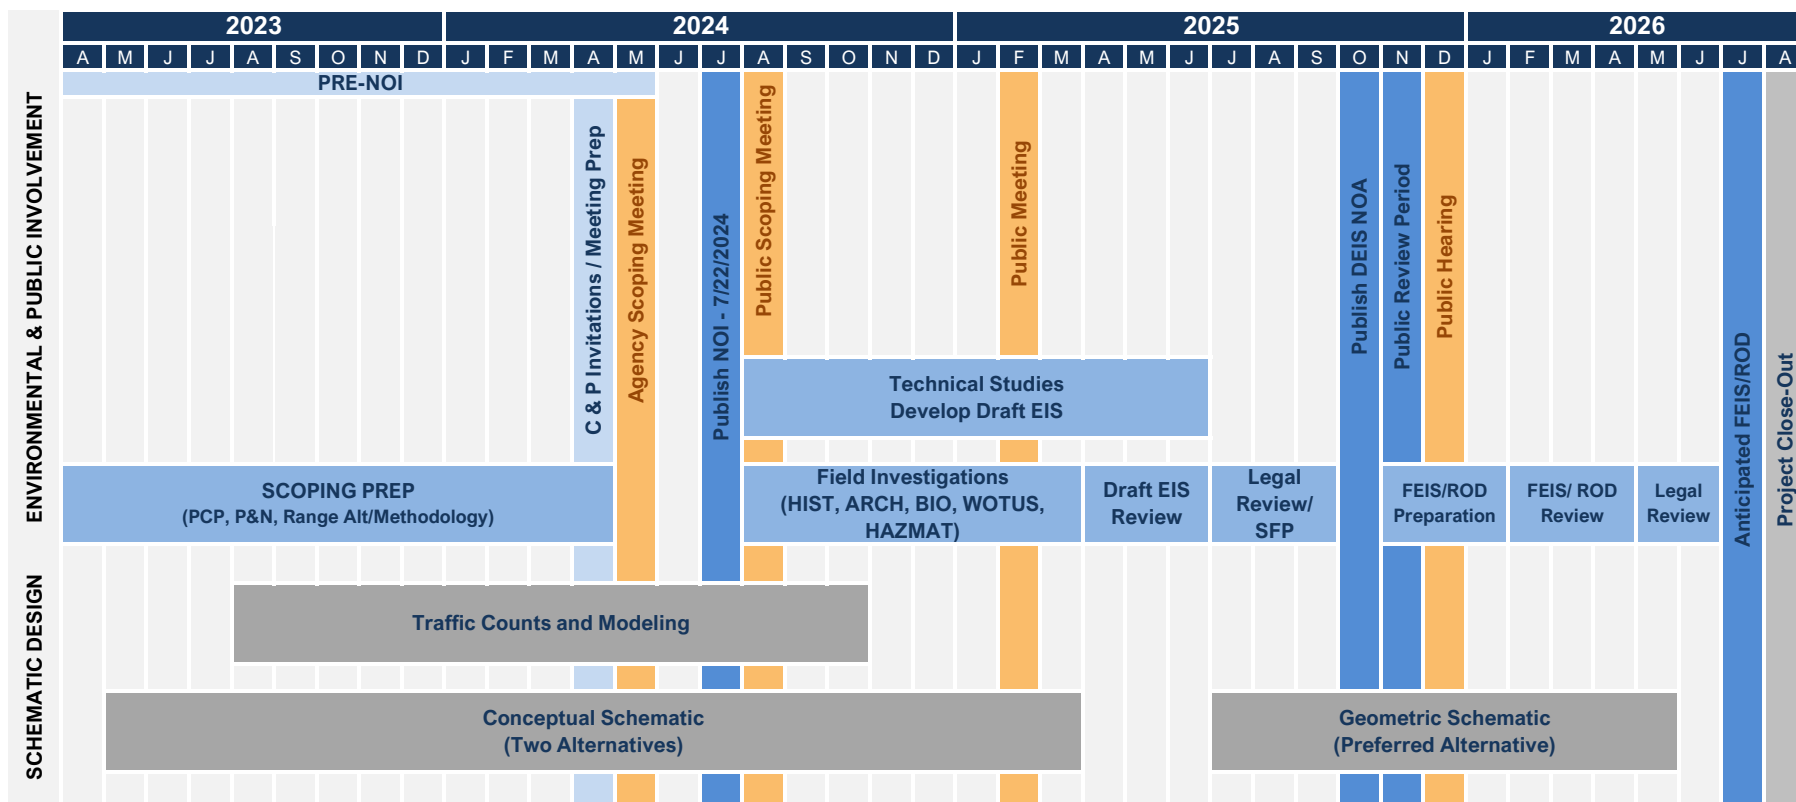 2023 2024 2025 2026
A M J J A S O N D J F M A M J J A S O N D J F M A M J J A S O N D J F M A M J J A
ENVIRONMENTAL & PUBLIC INVOLVEMENT
PRE-NOI
C & P Invitations / Meeting Prep
Agency Scoping Meeting
Publish NOI - 7/22/2024
Public Scoping Meeting
Public Meeting
Publish DEIS NOA
Public Review Period
Public Hearing
Anticipated FEIS/ROD
Project Close-Out
Technical Studies
Develop Draft EIS
SCOPING PREP
(PCP, P&N, Range Alt/Methodology)
Field Investigations
(HIST, ARCH, BIO, WOTUS,
HAZMAT)
Draft EIS
Review
Legal
Review/
SFP
FEIS/ROD
Preparation
FEIS/ ROD
Review
Legal
Review
SCHEMATIC DESIGN
Traffic Counts and Modeling
Conceptual Schematic
(Two Alternatives)
Geometric Schematic
(Preferred Alternative)